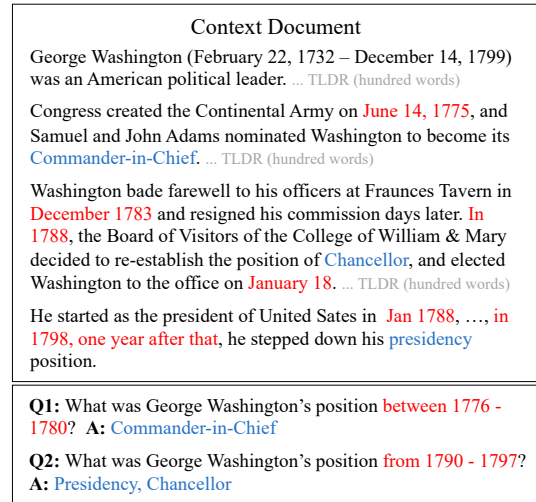 Context Document
George Washington (February 22, 1732 – December 14, 1799)
was an American political leader. ... TLDR (hundred words)
Congress created the Continental Army on June 14, 1775, and
Samuel and John Adams nominated Washington to become its
Commander-in-Chief. ... TLDR (hundred words)
Washington bade farewell to his officers at Fraunces Tavern in
December 1783 and resigned his commission days later. In
1788, the Board of Visitors of the College of William & Mary
decided to re-establish the position of Chancellor, and elected
Washington to the office on January 18. ... TLDR (hundred words)
He started as the president of United Sates in Jan 1788, …, in
1798, one year after that, he stepped down his presidency
position.
Q1: What was George Washington’s position between 1776 -
1780? A: Commander-in-Chief
Q2: What was George Washington’s position from 1790 - 1797?
A: Presidency, Chancellor